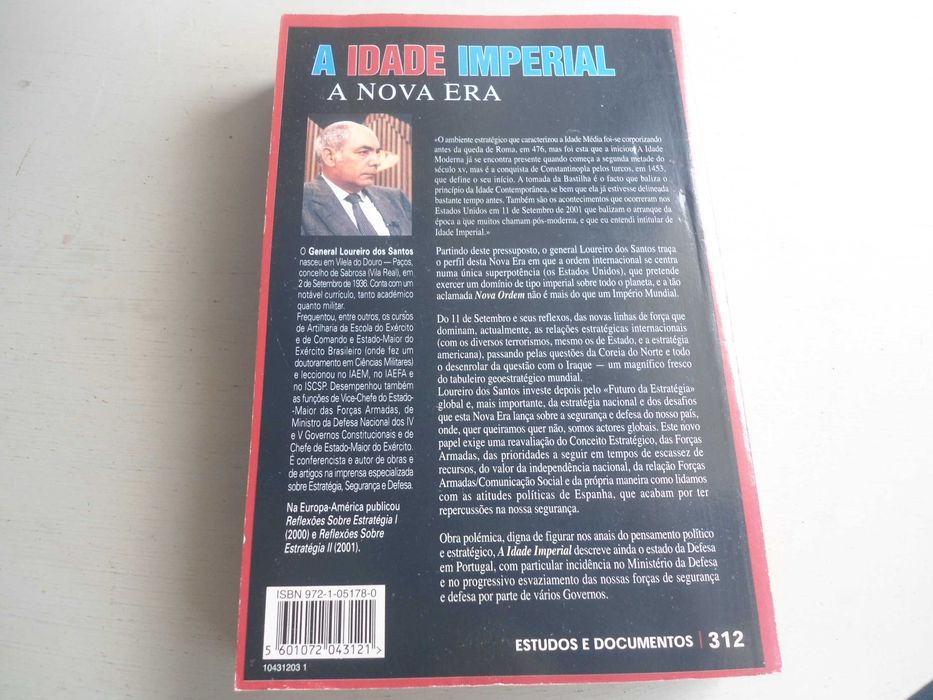 A IDADE IMPERIAL
A NOVA ERA
O General Loureiro dos Santos
nasceu em Vilela do Douro — Paços,
concelho de Sabrosa (Vila Real), em
2 de Setembro de 1936. Conta com um
notável currículo, tanto académico
quanto militar.
Frequentou, entre outros, os cursos
de Artilharia da Escola do Exército
e de Comando e Estado-Maior do
Exército Brasileiro (onde fez um
doutoramento em Ciências Militares)
e leccionou no IAEM, no IAEFA e
no ISCSP. Desempenhou também
as funções de Vice-Chefe do Estado-
-Maior das Forças Armadas, de
Ministro da Defesa Nacional dos IV
e V Governos Constitucionais e de
Chefe de Estado-Maior do Exército.
É conferencista e autor de obras e
de artigos na imprensa especializada
sobre Estratégia, Segurança e Defesa.
Na Europa-América publicou
Reflexões Sobre Estratégia I
(2000) e Reflexões Sobre
Estratégia II (2001).
«O ambiente estratégico que caracterizou a Idade Média foi-se corporizando
antes da queda de Roma, em 476, mas foi esta que a iniciou. A Idade
Moderna já se encontra presente quando começa a segunda metade do
século xv, mas é a conquista de Constantinopla pelos turcos, em 1453,
que define o seu início. A tomada da Bastilha é o facto que baliza o
princípio da Idade Contemporânea, se bem que ela já estivesse delineada
bastante tempo antes. Também são os acontecimentos que ocorreram nos
Estados Unidos em 11 de Setembro de 2001 que balizam o arranque da
época a que muitos chamam pós-moderna, e que eu entendi intitular de
Idade Imperial.»
Partindo deste pressuposto, o general Loureiro dos Santos traça
o perfil desta Nova Era em que a ordem internacional se centra
numa única superpotência (os Estados Unidos), que pretende
exercer um domínio de tipo imperial sobre todo o planeta, e a tão
aclamada Nova Ordem não é mais do que um Império Mundial.
Do 11 de Setembro e seus reflexos, das novas linhas de força que
dominam, actualmente, as relações estratégicas internacionais
(com os diversos terrorismos, mesmo os de Estado, e a estratégia
americana), passando pelas questões da Coreia do Norte e todo
o desenrolar da questão com o Iraque — um magnífico fresco
do tabuleiro geoestratégico mundial.
Loureiro dos Santos investe depois pelo «Futuro da Estratégia»
global e, mais importante, da estratégia nacional e dos desafios
que esta Nova Era lança sobre a segurança e defesa do nosso país,
onde, quer queiramos quer não, somos actores globais. Este novo
papel exige uma reavaliação do Conceito Estratégico, das Forças
Armadas, das prioridades a seguir em tempos de escassez de
recursos, do valor da independência nacional, da relação Forças
Armadas/Comunicação Social e da própria maneira como lidamos
com as atitudes políticas de Espanha, que acabam por ter
repercussões na nossa segurança.
Obra polémica, digna de figurar nos anais do pensamento político
e estratégico, A Idade Imperial descreve ainda o estado da Defesa
em Portugal, com particular incidência no Ministério da Defesa
e no progressivo esvaziamento das nossas forças de segurança
e defesa por parte de vários Governos.
ISBN 972-1-05178-0
5 601072 043121>
10431203 1
ESTUDOS E DOCUMENTOS | 312